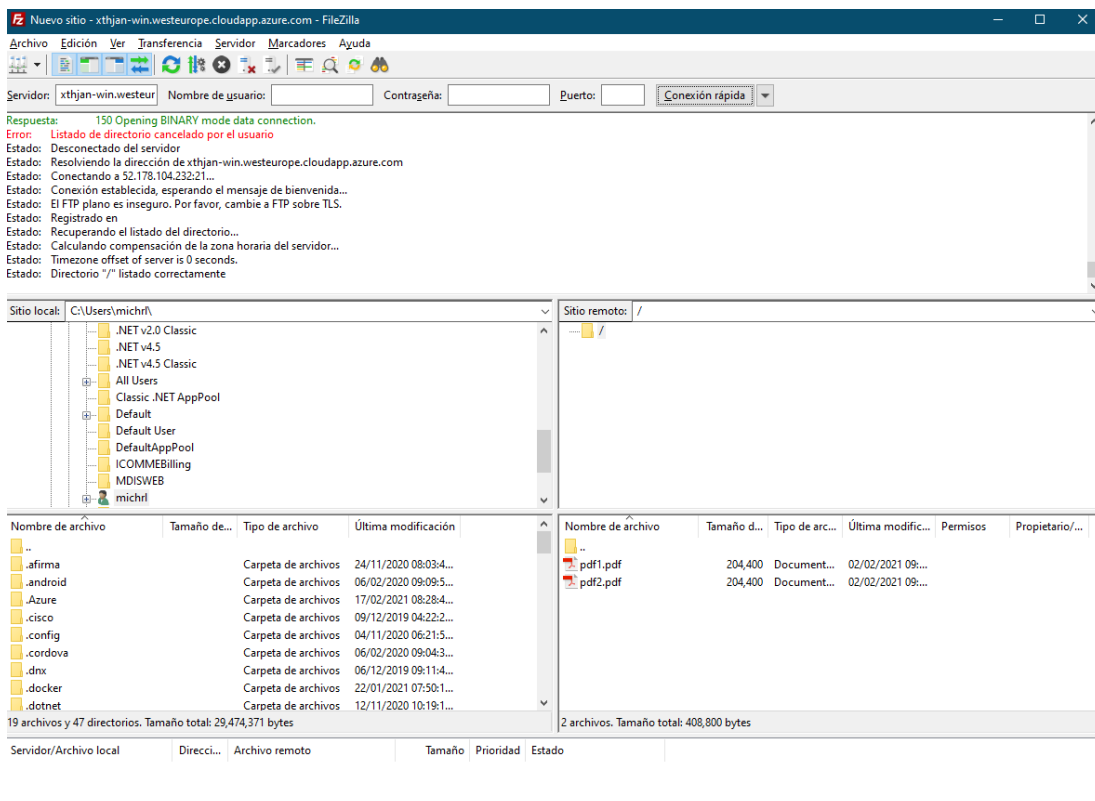 Nuevo sitio - xthjan-win.westeurope.cloudapp.azure.com - FileZilla
Archivo Edición Ver Transferencia Servidor Marcadores Ayuda
Servidor: xthjan-win.westeur Nombre de usuario: Contraseña: Puerto: Conexión rápida
Respuesta: 150 Opening BINARY mode data connection.
Error: Listado de directorio cancelado por el usuario
Estado: Desconectado del servidor
Estado: Resolviendo la dirección de xthjan-win.westeurope.cloudapp.azure.com
Estado: Conectando a 52.178.104.232:21...
Estado: Conexión establecida, esperando el mensaje de bienvenida...
Estado: El FTP plano es inseguro. Por favor, cambie a FTP sobre TLS.
Estado: Registrado en
Estado: Recuperando el listado del directorio...
Estado: Calculando compensación de la zona horaria del servidor...
Estado: Timezone offset of server is 0 seconds.
Estado: Directorio "/" listado correctamente
Sitio local: C:\Users\michrl\
.NET v2.0 Classic
.NET v4.5
.NET v4.5 Classic
All Users
Classic .NET AppPool
Default
Default User
DefaultAppPool
ICOMMEBilling
MDISWEB
michrl
Sitio remoto: /
/
Nombre de archivo Tamaño de... Tipo de archivo Última modificación
..
.afirma Carpeta de archivos 24/11/2020 08:03:4...
.android Carpeta de archivos 06/02/2020 09:09:5...
.Azure Carpeta de archivos 17/02/2021 08:28:4...
.cisco Carpeta de archivos 09/12/2019 04:22:2...
.config Carpeta de archivos 04/11/2020 06:21:5...
.cordova Carpeta de archivos 06/02/2020 09:04:3...
.dnx Carpeta de archivos 06/12/2019 09:11:4...
.docker Carpeta de archivos 22/01/2021 07:50:1...
.dotnet Carpeta de archivos 12/11/2020 10:19:1...
19 archivos y 47 directorios. Tamaño total: 29,474,371 bytes
Nombre de archivo Tamaño d... Tipo de arc... Última modific... Permisos Propietario/...
..
pdf1.pdf 204,400 Document... 02/02/2021 09:...
pdf2.pdf 204,400 Document... 02/02/2021 09:...
2 archivos. Tamaño total: 408,800 bytes
Servidor/Archivo local Direcci... Archivo remoto Tamaño Prioridad Estado